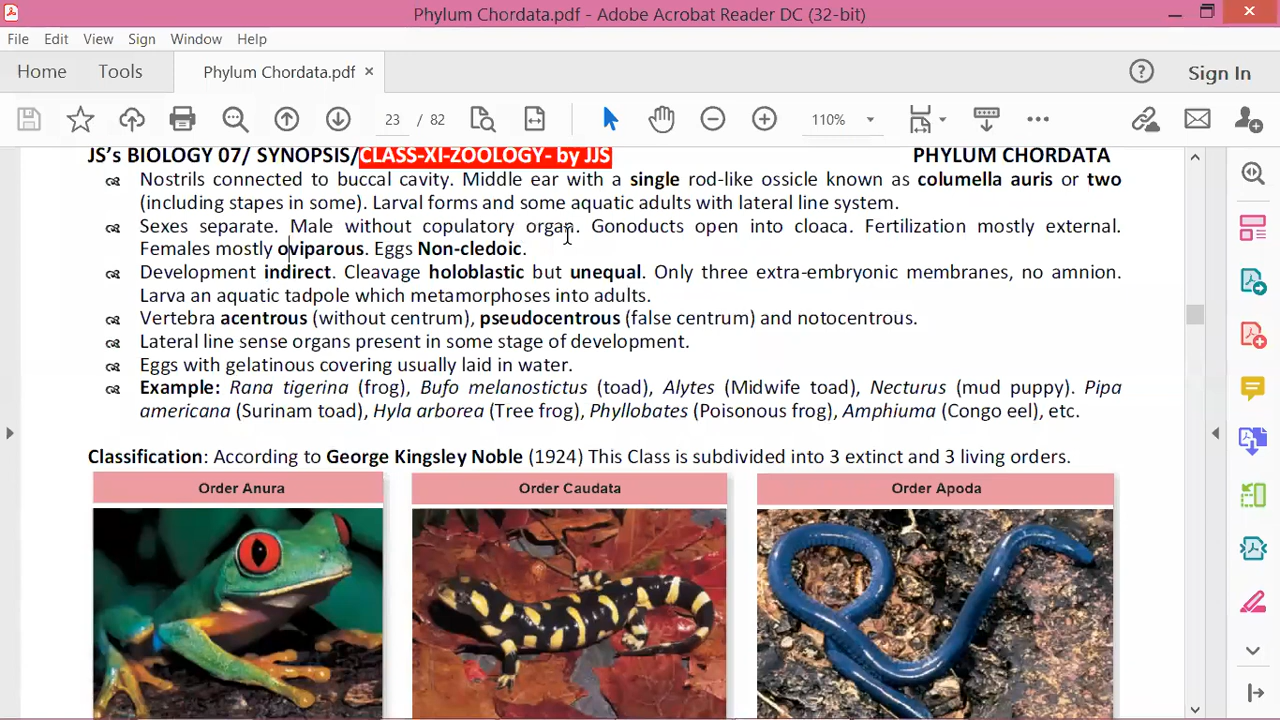 Phylum Chordata.pdf - Adobe Acrobat Reader DC (32-bit)
File Edit View Sign Window Help
Home Tools Phylum Chordata.pdf × Sign In
23 / 82 110%
JS's BIOLOGY 07/ SYNOPSIS/CLASS-XI-ZOOLOGY- by JJS PHYLUM CHORDATA
Nostrils connected to buccal cavity. Middle ear with a single rod-like ossicle known as columella auris or two
(including stapes in some). Larval forms and some aquatic adults with lateral line system.
Sexes separate. Male without copulatory organ. Gonoducts open into cloaca. Fertilization mostly external.
Females mostly oviparous. Eggs Non-cledoic.
Development indirect. Cleavage holoblastic but unequal. Only three extra-embryonic membranes, no amnion.
Larva an aquatic tadpole which metamorphoses into adults.
Vertebra acentrous (without centrum), pseudocentrous (false centrum) and notocentrous.
Lateral line sense organs present in some stage of development.
Eggs with gelatinous covering usually laid in water.
Example: Rana tigerina (frog), Bufo melanostictus (toad), Alytes (Midwife toad), Necturus (mud puppy). Pipa
americana (Surinam toad), Hyla arborea (Tree frog), Phyllobates (Poisonous frog), Amphiuma (Congo eel), etc.
Classification: According to George Kingsley Noble (1924) This Class is subdivided into 3 extinct and 3 living orders.
Order Anura Order Caudata Order Apoda